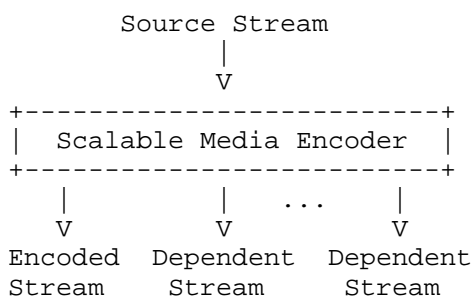 Source Stream
|
V
+---------------------------+
| Scalable Media Encoder |
+---------------------------+
| | ... |
V V V
Encoded Dependent Dependent
Stream Stream Stream